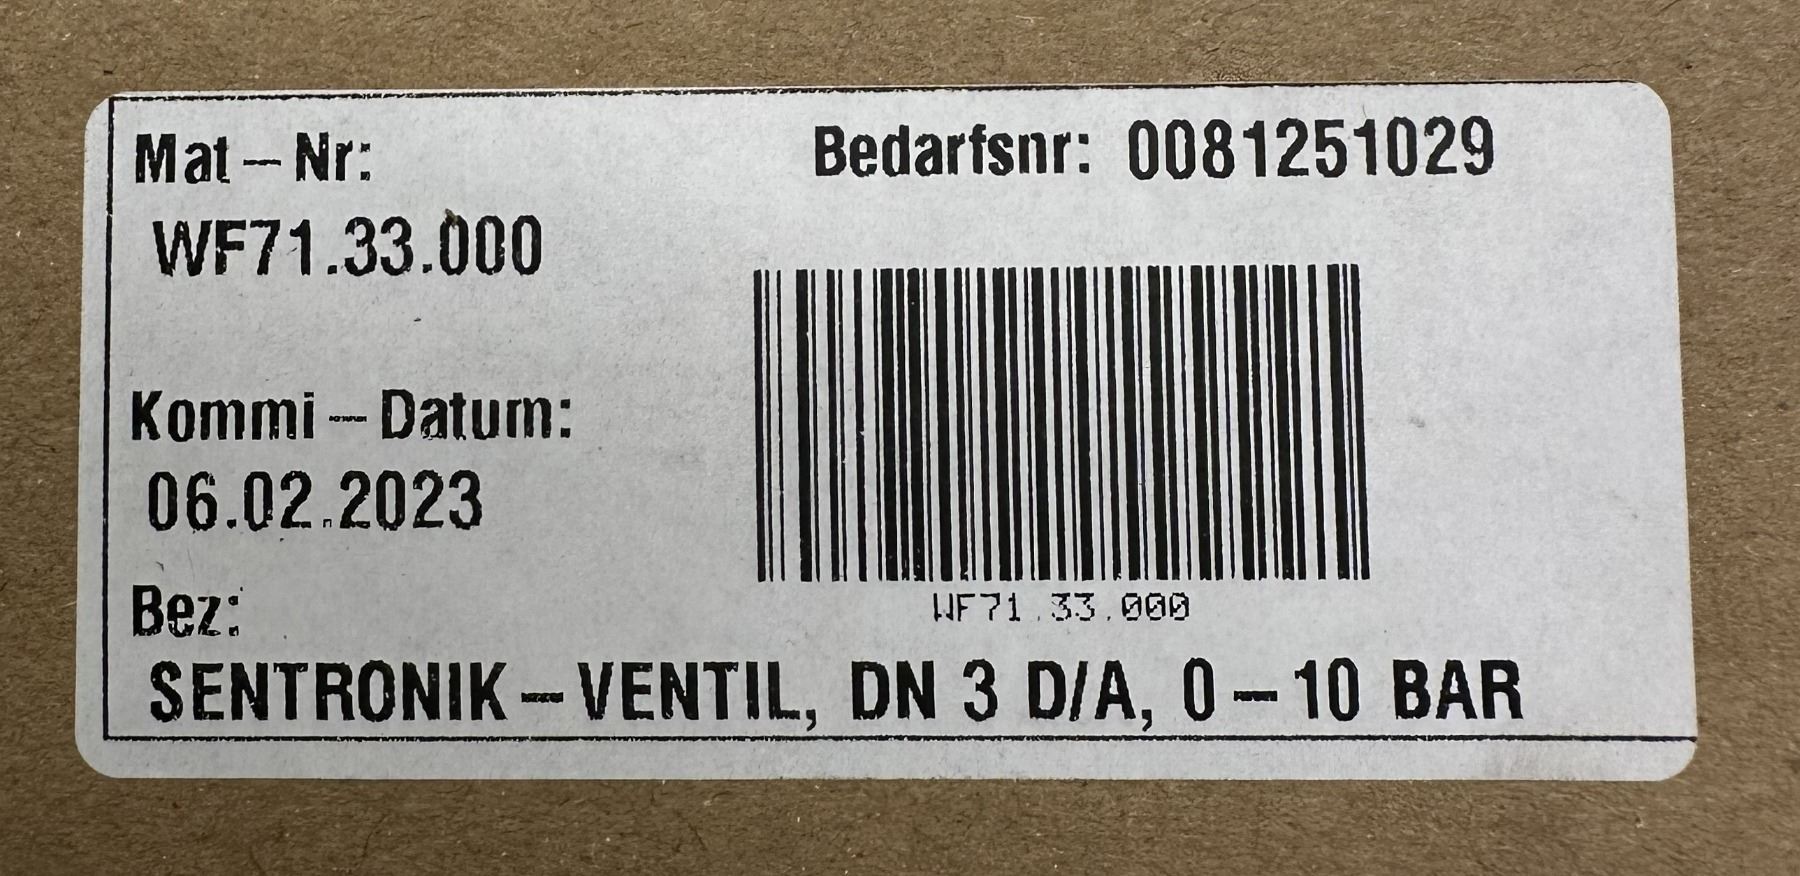 Mat-Nr:
Bedarfsnr: 0081251029
WF71.33.000
Kommi-Datum:
06.02.2023
WF71.33.000
Bez:
SENTRONIK-VENTIL, DN 3 D/A, 0-10 BAR